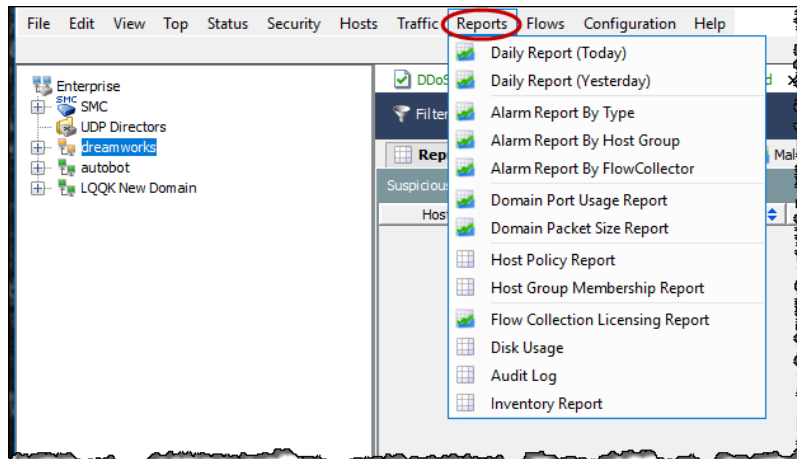 File Edit View Top Status Security Hosts Traffic Reports Flows Configuration Help
Enterprise
SMC
SMC
UDP Directors
dreamworks
autobot
LQQK New Domain
DDoS
Filter
Rep
Suspicious
Host
Daily Report (Today)
Daily Report (Yesterday)
Alarm Report By Type
Alarm Report By Host Group
Alarm Report By FlowCollector
Domain Port Usage Report
Domain Packet Size Report
Host Policy Report
Host Group Membership Report
Flow Collection Licensing Report
Disk Usage
Audit Log
Inventory Report
d
Mal